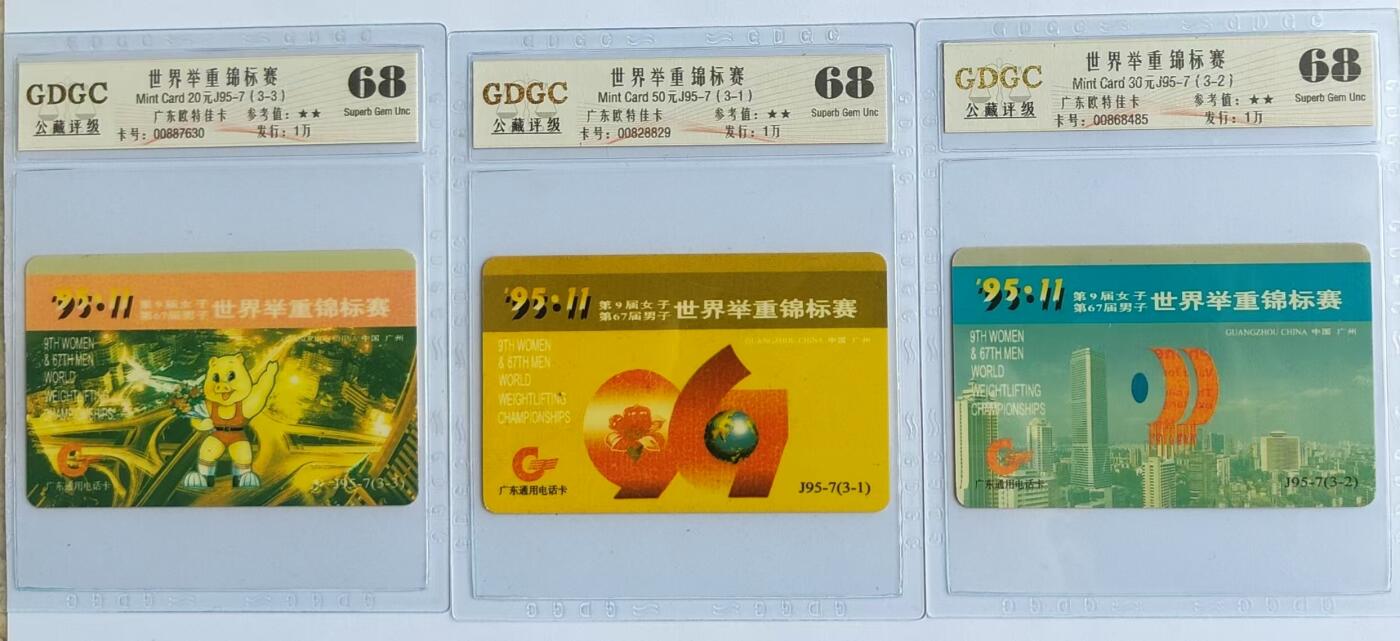 GDGC
公藏评级
世界举重锦标赛
Mint Card 20元J95-7(3-3)
广东欧特佳卡 参考值:★★
卡号:00887630 发行:1万
68
Superb Gem Unc
'95·11
第9届女子
第67届男子
世界举重锦标赛
CHINA 中国 广州
9TH WOMEN
& 67TH MEN
WORLD
WEIGHTLIFTING
CHAMPIONSHIPS
广东通用电话卡
J95-7(3-3)
GDGC
公藏评级
世界举重锦标赛
Mint Card 50元J95-7(3-1)
广东欧特佳卡 参考值:★★
卡号:00828829 发行:1万
68
Superb Gem Unc
'95·11
第9届女子
第67届男子
世界举重锦标赛
GUANGZHOU CHINA 中国 广州
9TH WOMEN
& 67TH MEN
WORLD
WEIGHTLIFTING
CHAMPIONSHIPS
广东通用电话卡
J95-7(3-1)
GDGC
公藏评级
世界举重锦标赛
Mint Card 30元J95-7(3-2)
广东欧特佳卡 参考值:★★
卡号:00868485 发行:1万
68
Superb Gem Unc
'95·11
第9届女子
第67届男子
世界举重锦标赛
GUANGZHOU CHINA 中国 广州
9TH WOMEN
& 67TH MEN
WORLD
WEIGHTLIFTING
CHAMPIONSHIPS
广东通用电话卡
J95-7(3-2)